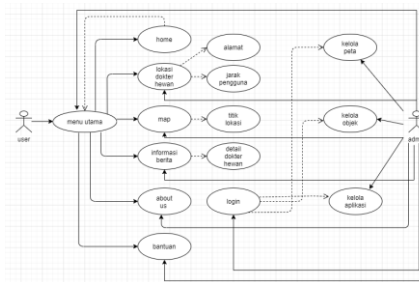 home
alamat
kelola
peta
lokasi
dokter
hewan
jarak
pengguna
user
menu utama
map
titik
lokasi
kelola
objek
informasi
berita
detail
dokter
hewan
about
us
login
kelola
aplikasi
bantuan